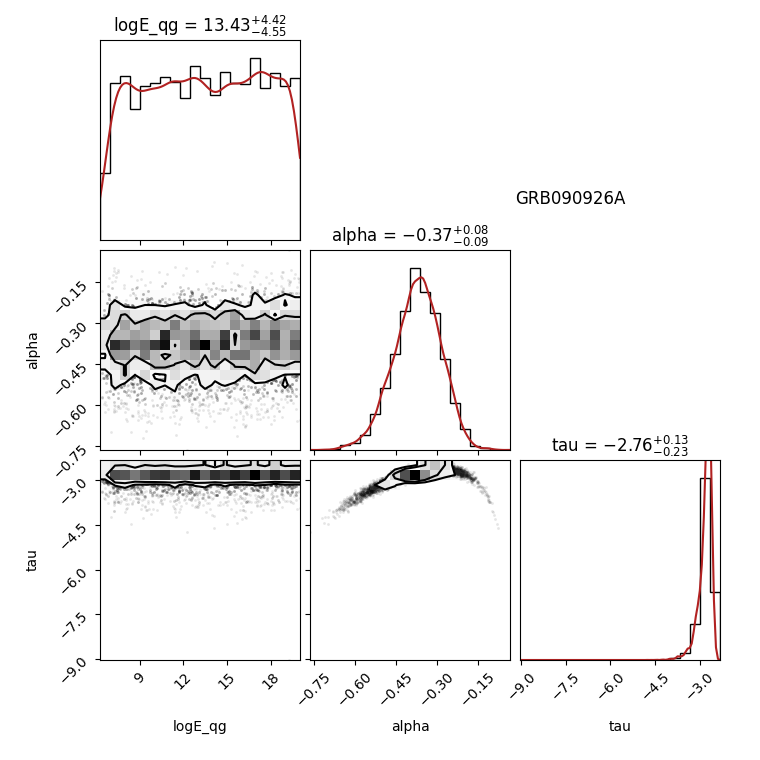 logE_qg = 13.43+4.42 −4.55
GRB090926A
alpha = −0.37+0.08 −0.09
−0.15
−0.30
−0.45
−0.60
−0.75
alpha
tau = −2.76+0.13 −0.23
−3.0
−4.5
−6.0
−7.5
−9.0
tau
9 12 15 18
−0.75 −0.60 −0.45 −0.30 −0.15
−9.0 −7.5 −6.0 −4.5 −3.0
logE_qg alpha tau